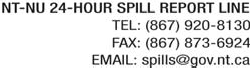 NT-NU 24-HOUR SPILL REPORT LINE
TEL: (867) 920-8130
FAX: (867) 873-6924
EMAIL: spills@gov.nt.ca